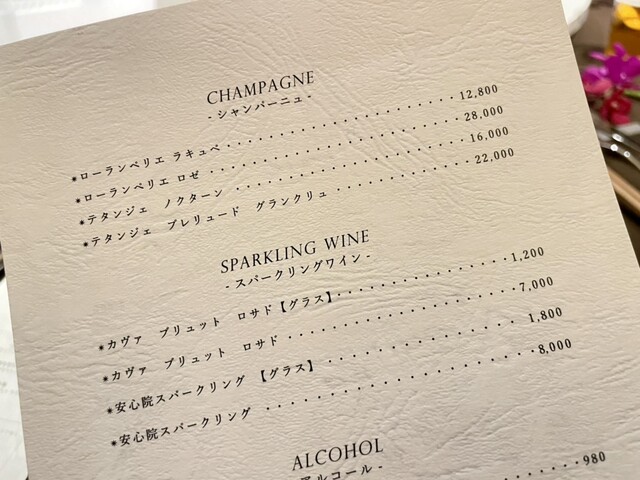 CHAMPAGNE
- シャンパーニュ -
●ローランペリエ ラキュベ・・・・・・・・・・・・・・・・・・・・・12,800
●ローランペリエ ロゼ ・・・・・・・・・・・・・・・・・・・・・・・28,000
●テタンジェ ノクターン ・・・・・・・・・・・・・・・・・・・・・16,000
●テタンジェ プレリュード グランクリュ ・・・・・・・・・・・・22,000
SPARKLING WINE
- スパークリングワイン -
●カヴァ ブリュット ロサド【グラス】・・・・・・・・・・・・・・・1,200
●カヴァ ブリュット ロサド ・・・・・・・・・・・・・・・・・・・・7,000
●安心院スパークリング 【グラス】 ・・・・・・・・・・・・・・・・ 1,800
●安心院スパークリング ・・・・・・・・・・・・・・・・・・・・・・・8,000
ALCOHOL
アルコール -
980